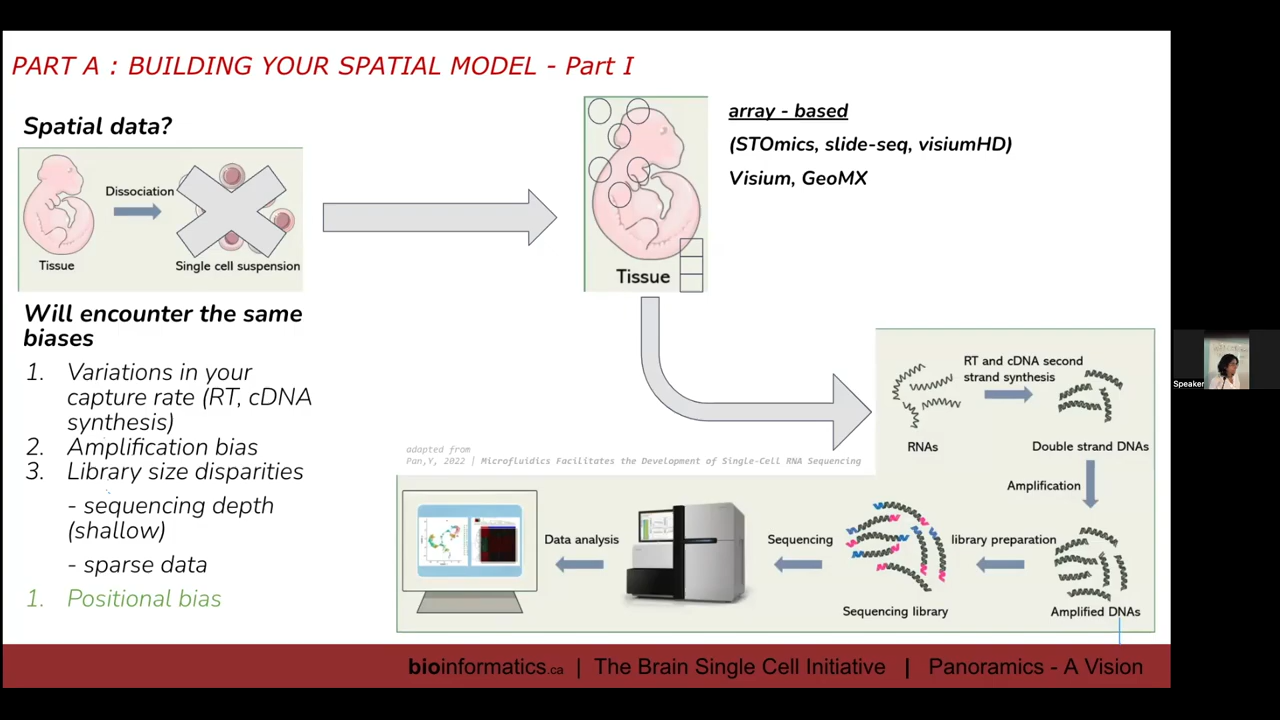 PART A : BUILDING YOUR SPATIAL MODEL - Part I
Spatial data?
Dissociation
Tissue
Single cell suspension
Tissue
array - based
(STOmics, slide-seq, visiumHD)
Visium, GeoMX
Will encounter the same
biases
1. Variations in your
capture rate (RT, cDNA
synthesis)
2. Amplification bias
3. Library size disparities
- sequencing depth
(shallow)
- sparse data
1. Positional bias
adapted from
Pan,Y, 2022 | Microfluidics Facilitates the Development of Single-Cell RNA Sequencing
RT and cDNA second
strand synthesis
RNAs
Double strand DNAs
Amplification
Data analysis
Sequencing
library preparation
Sequencing library
Amplified DNAs
bioinformatics.ca | The Brain Single Cell Initiative | Panoramics - A Vision
Speaker